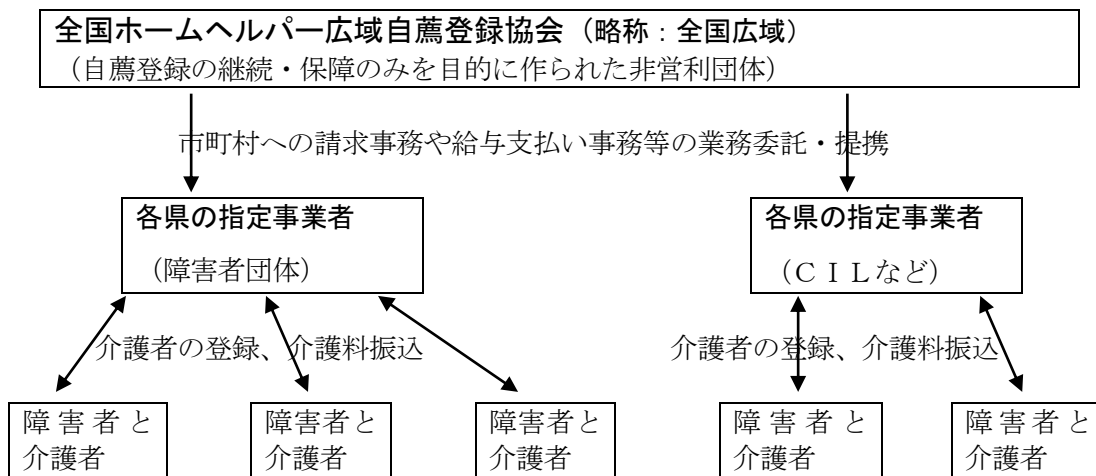 全国ホームヘルパー広域自薦登録協会（略称：全国広域）
（自薦登録の継続・保障のみを目的に作られた非営利団体）
市町村への請求事務や給与支払い事務等の業務委託・提携
各県の指定事業者
（障害者団体）
各県の指定事業者
（ＣＩＬなど）
介護者の登録、介護料振込
介護者の登録、介護料振込
障害者と
介護者
障害者と
介護者
障害者と
介護者
障害者と
介護者
障害者と
介護者